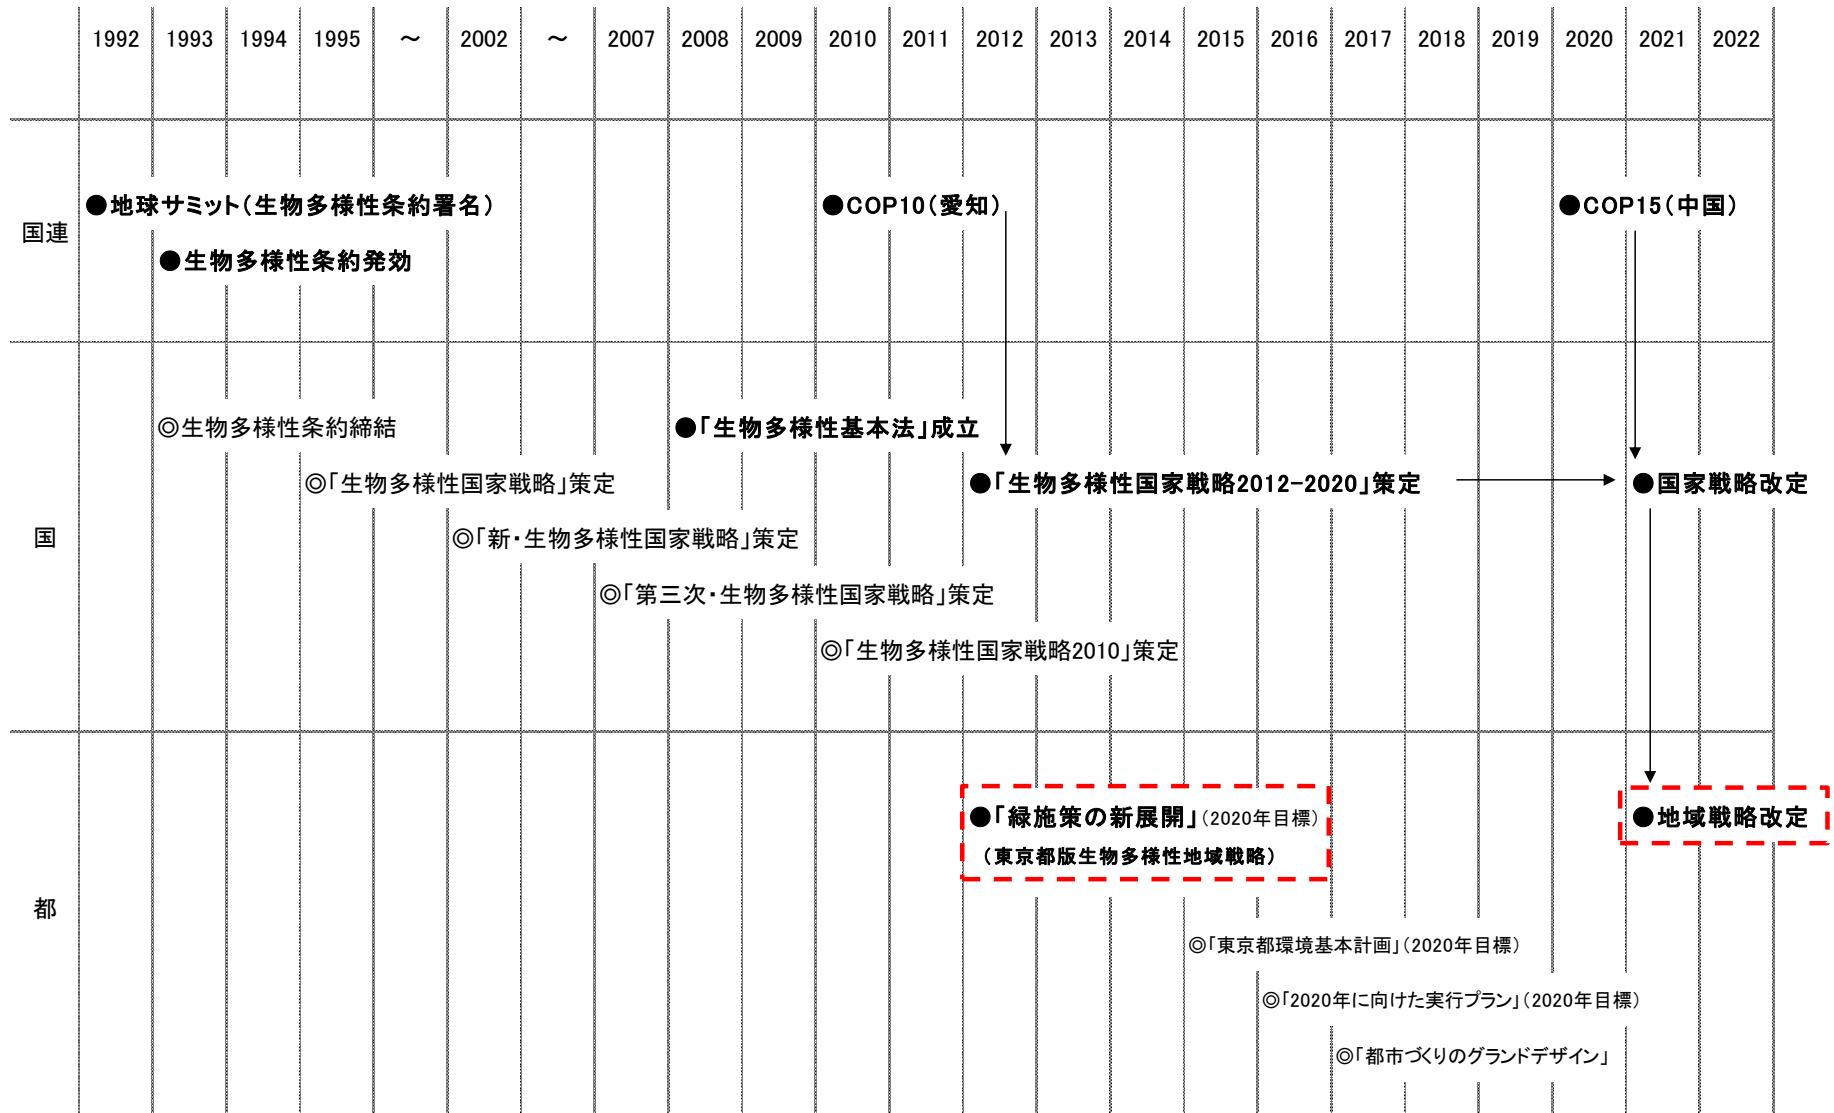 1992 1993 1994 1995 ～ 2002 ～ 2007 2008 2009 2010 2011 2012 2013 2014 2015 2016 2017 2018 2019 2020 2021 2022
国連
●地球サミット(生物多様性条約署名)
●COP10(愛知)
●COP15(中国)
●生物多様性条約発効
国
◎生物多様性条約締結
●「生物多様性基本法」成立
◎「生物多様性国家戦略」策定
●「生物多様性国家戦略2012-2020」策定
●国家戦略改定
◎「新・生物多様性国家戦略」策定
◎「第三次・生物多様性国家戦略」策定
◎「生物多様性国家戦略2010」策定
都
●「緑施策の新展開」(2020年目標)
(東京都版生物多様性地域戦略)
●地域戦略改定
◎「東京都環境基本計画」(2020年目標)
◎「2020年に向けた実行プラン」(2020年目標)
◎「都市づくりのグランドデザイン」